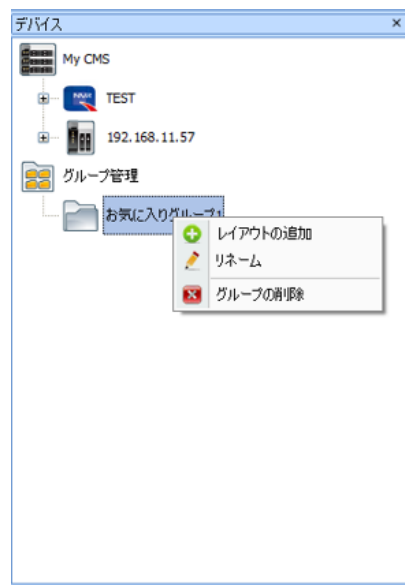 デバイス
My CMS
TEST
192.168.11.57
グループ管理
お気に入りグループ1
レイアウトの追加
リネーム
グループの削除